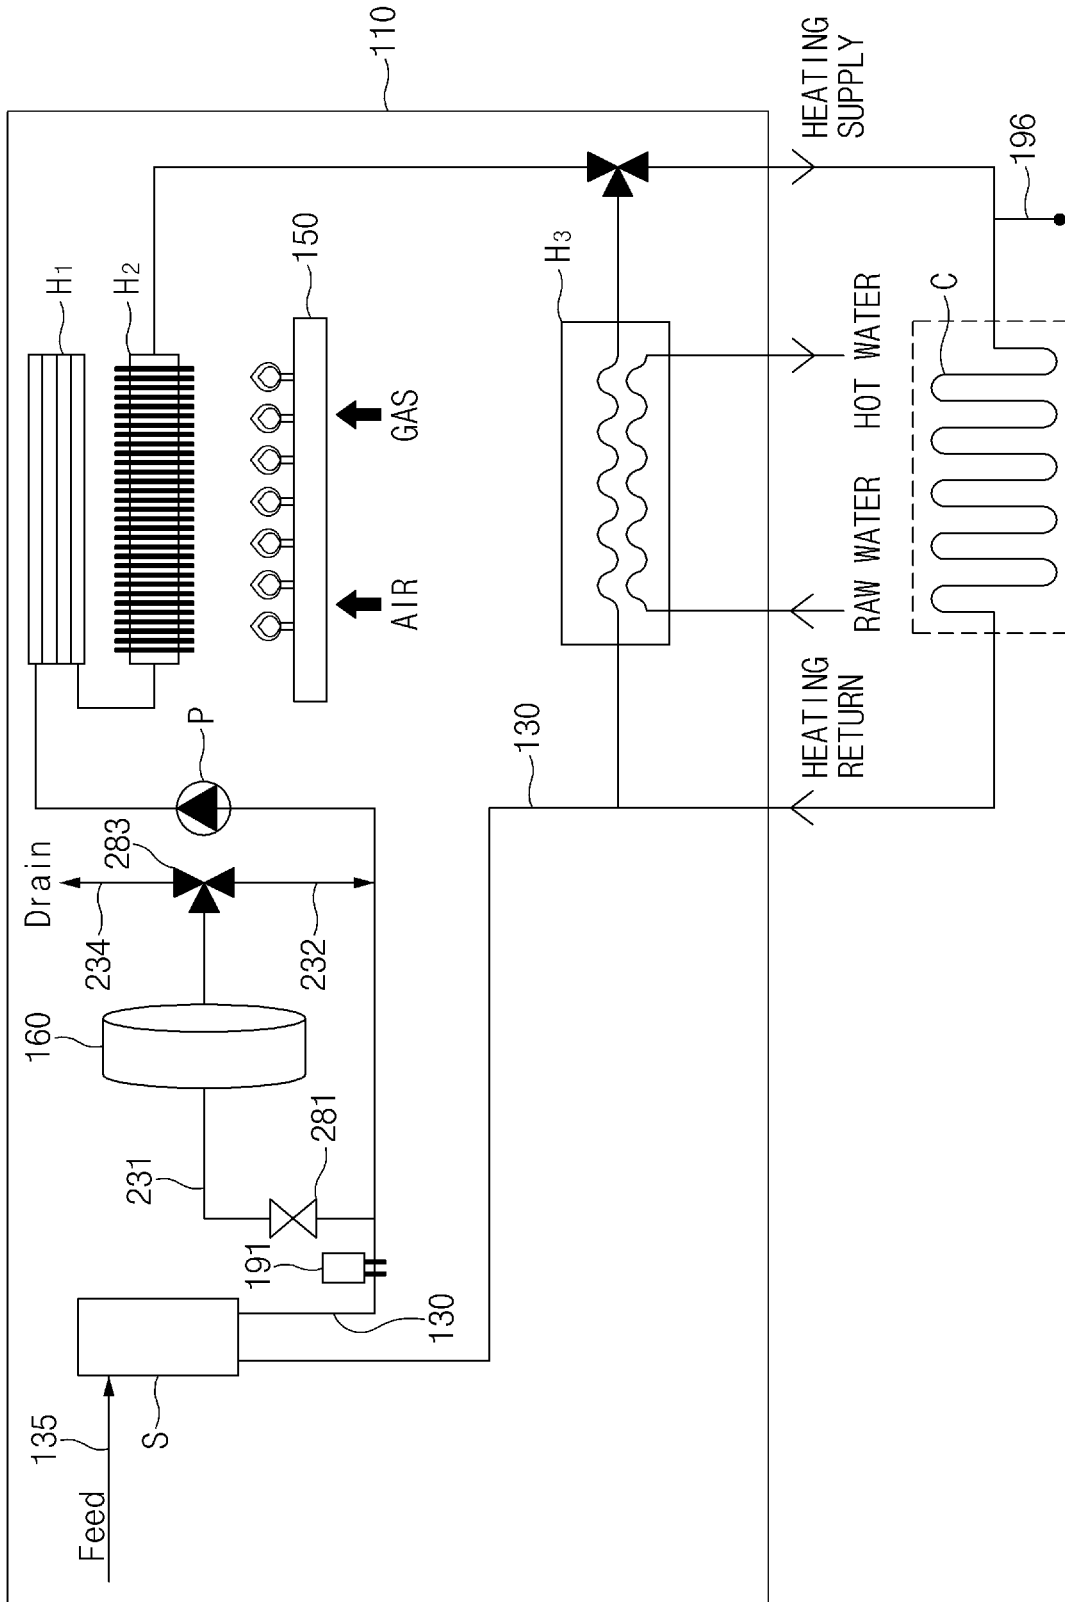 110
H1
H2
150
GAS
AIR
P
Drain
283
234
232
160
231
281
191
130
135
S
Feed
H3
130
HEATING
SUPPLY
196
HOT WATER
RAW WATER
C
HEATING
RETURN